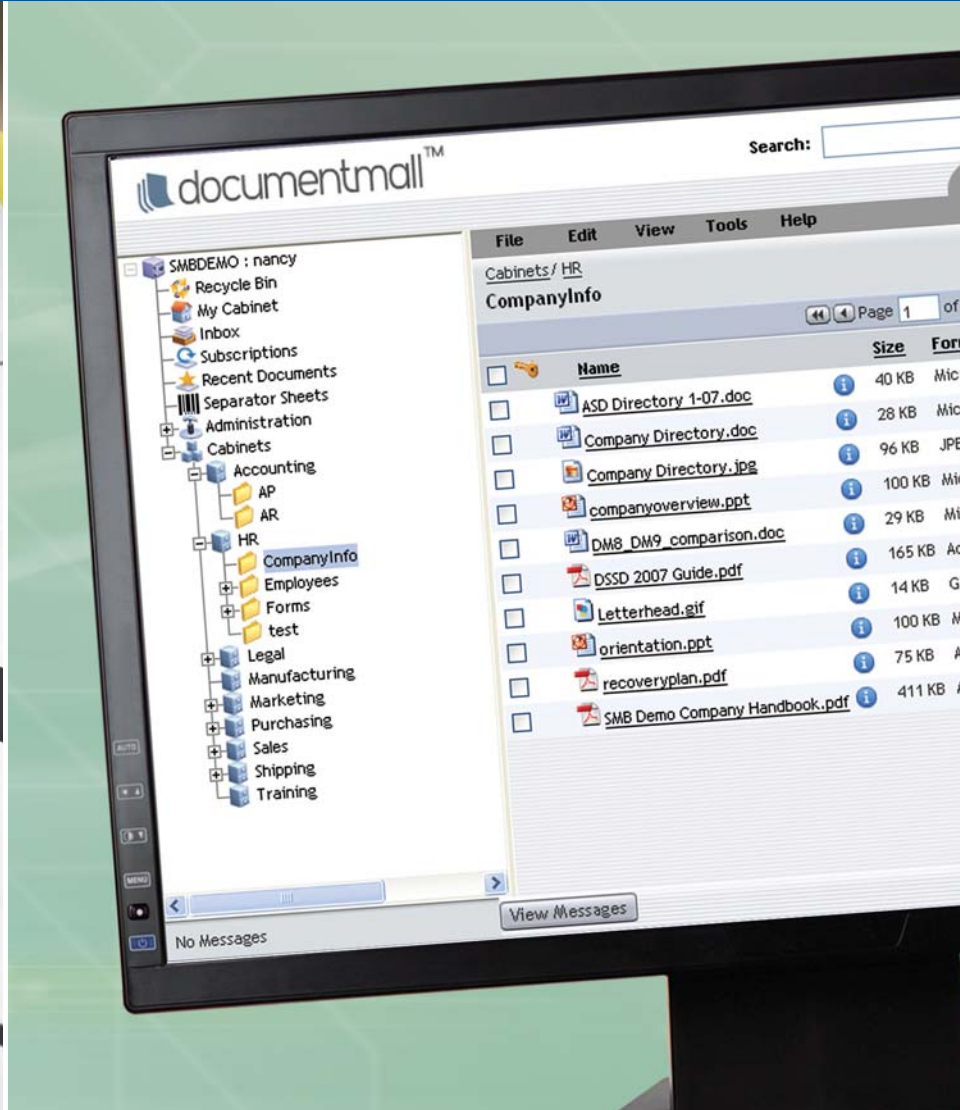 documentmall™
Search:
File Edit View Tools Help
SMBDEMO : nancy
Recycle Bin
My Cabinet
Inbox
Subscriptions
Recent Documents
Separator Sheets
Administration
Cabinets
Accounting
AP
AR
HR
CompanyInfo
Employees
Forms
test
Legal
Manufacturing
Marketing
Purchasing
Sales
Shipping
Training
No Messages
Cabinets / HR
CompanyInfo
Page 1 of
Name Size
ASD Directory 1-07.doc 40 KB
Company Directory.doc 28 KB
Company Directory.jpg 96 KB
companyoverview.ppt 100 KB
DM8_DM9_comparison.doc 29 KB
DSSD 2007 Guide.pdf 165 KB
Letterhead.gif 14 KB
orientation.ppt 100 KB
recoveryplan.pdf 75 KB
SMB Demo Company Handbook.pdf 411 KB
View Messages
AUTO
MENU